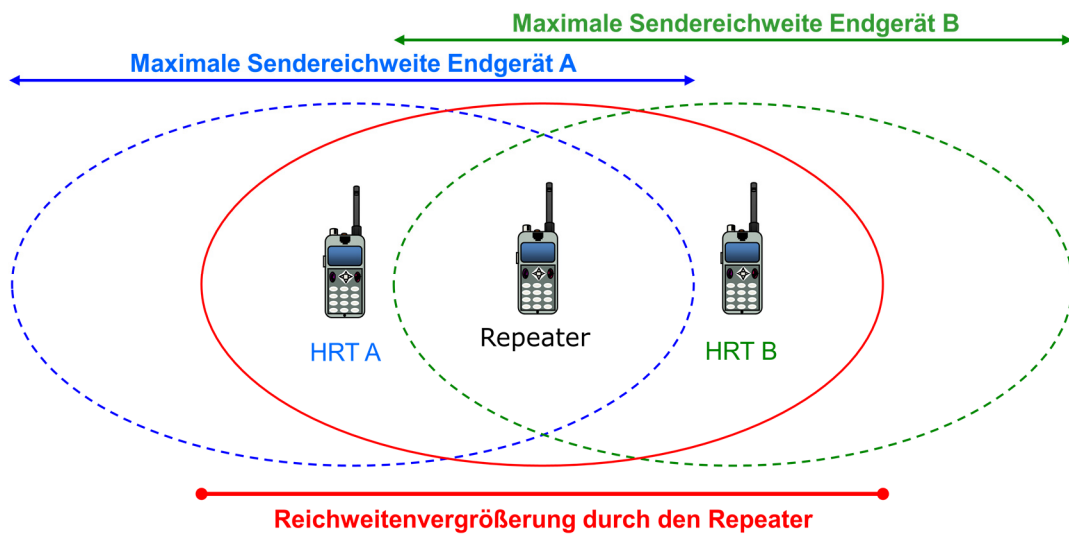 Maximale Sendereichweite Endgerät B
Maximale Sendereichweite Endgerät A
HRT A
Repeater
HRT B
Reichweitenvergrößerung durch den Repeater